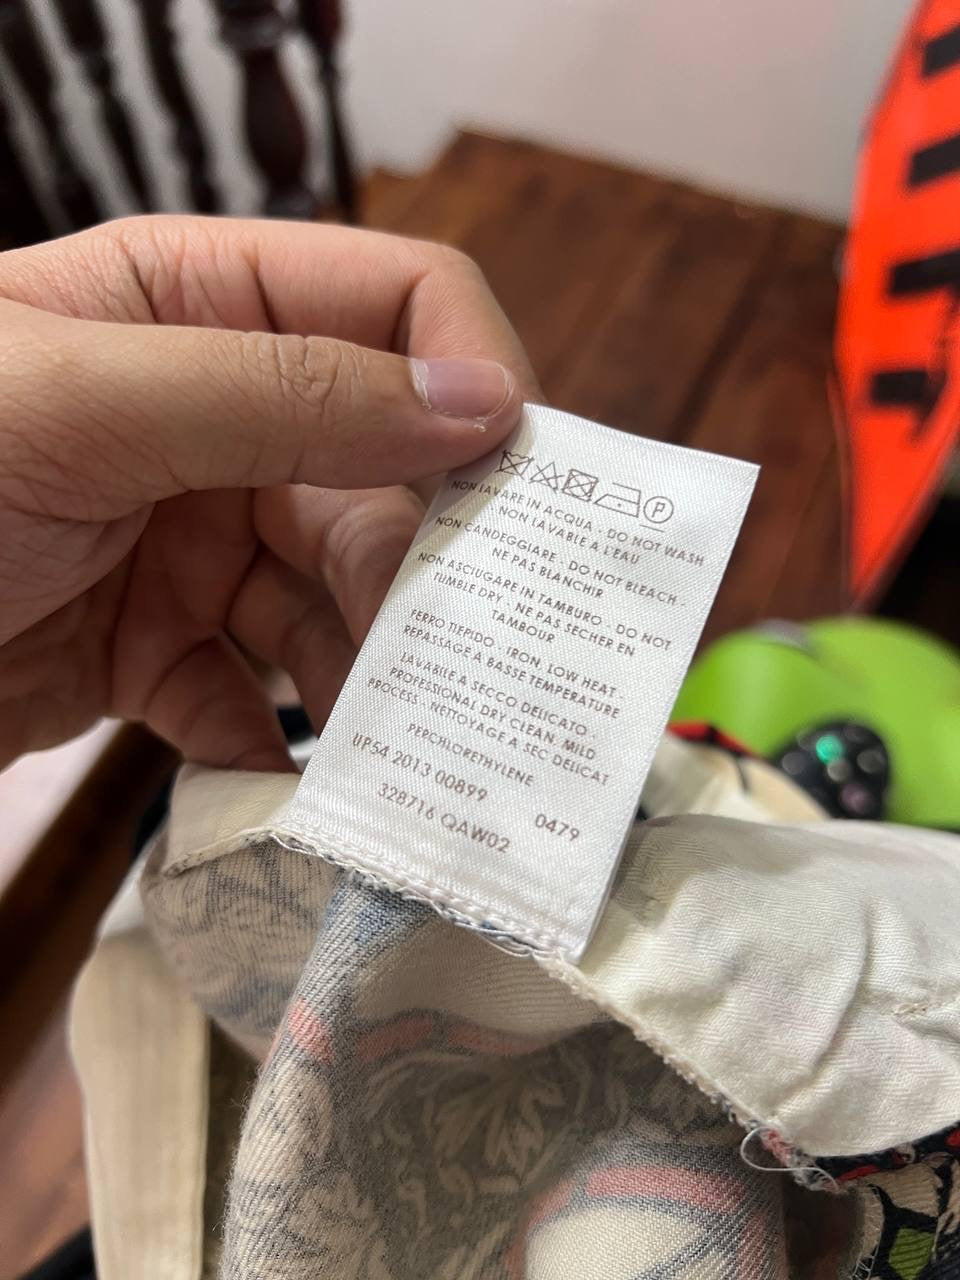 P
NON LAVARE IN ACQUA . DO NOT WASH
. NON LAVABLE A L'EAU
NON CANDEGGIARE . DO NOT BLEACH .
NE PAS BLANCHIR
NON ASCIUGARE IN TAMBURO . DO NOT
TUMBLE DRY . NE PAS SECHER EN
TAMBOUR
FERRO TIEPIDO . IRON, LOW HEAT .
REPASSAGE A BASSE TEMPERATURE
LAVABILE A SECCO DELICATO .
PROFESSIONAL DRY CLEAN, MILD
PROCESS . NETTOYAGE A SEC DELICAT
PERCHLORETHYLENE
UP54 2013 00899
0479
328716 QAW02